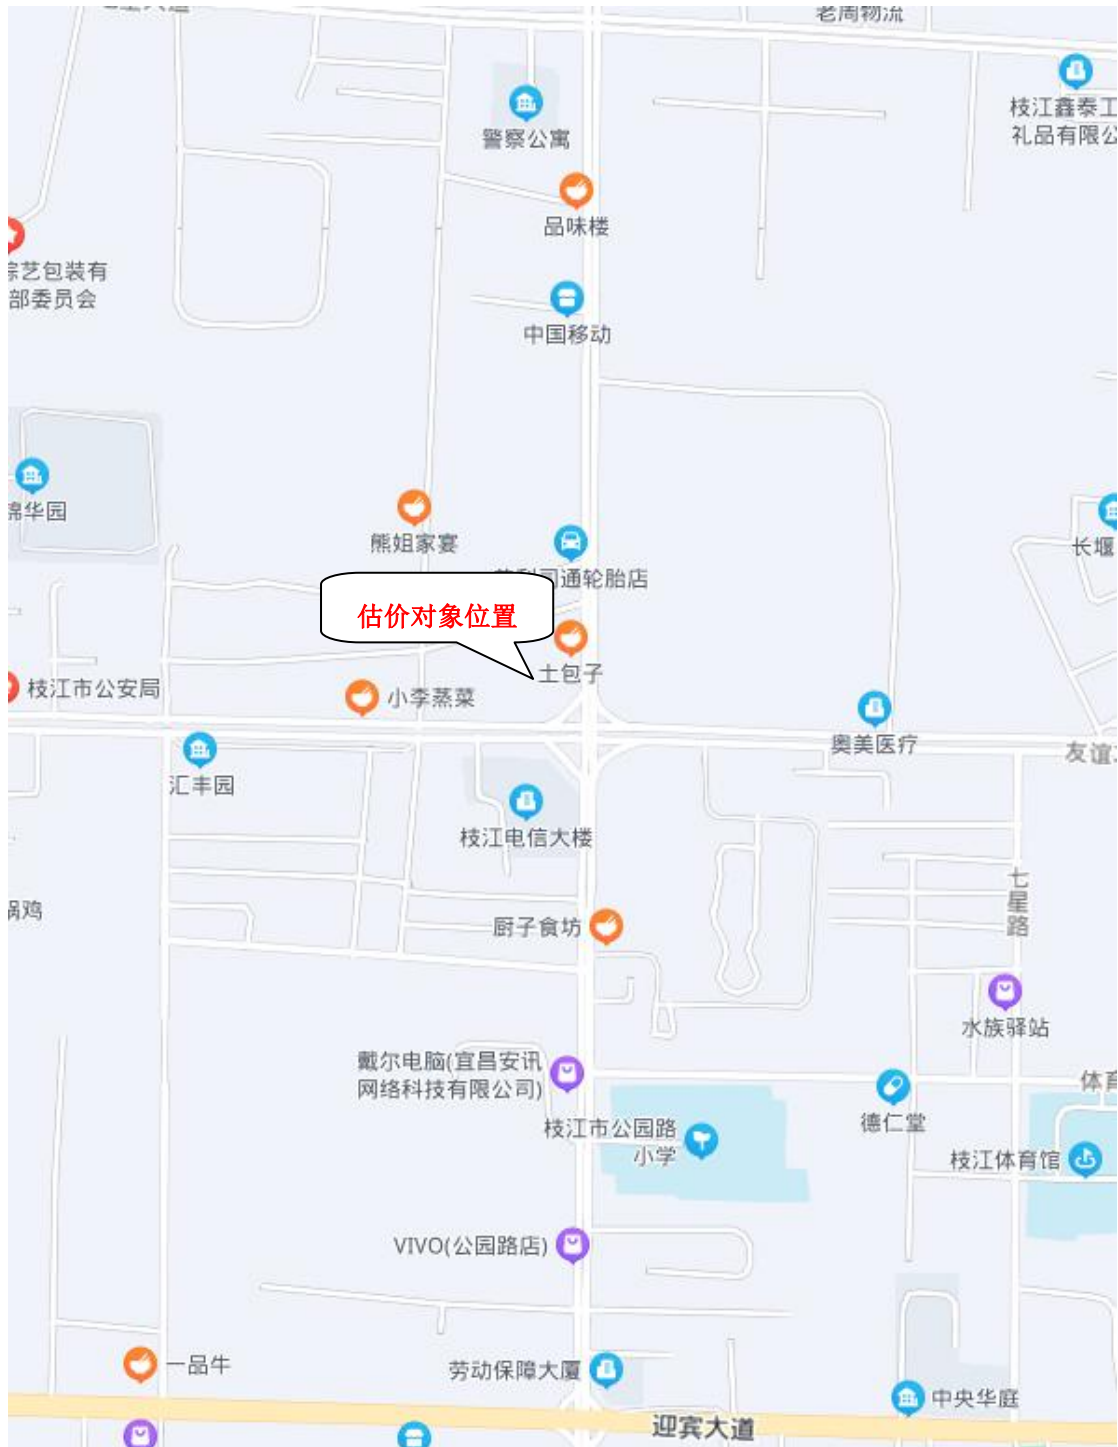 老周物流
枝江鑫泰工
礼品有限公
警察公寓
品味楼
艺包装有
部委员会
中国移动
华园
熊姐家宴
长堰
通轮胎店
估价对象位置
土包子
枝江市公安局
小李蒸菜
奥美医疗
友谊
汇丰园
枝江电信大楼
七星路
鸡
厨子食坊
水族驿站
戴尔电脑(宜昌安讯
网络科技有限公司)
体育
德仁堂
枝江市公园路
小学
枝江体育馆
VIVO(公园路店)
一品牛
劳动保障大厦
中央华庭
迎宾大道